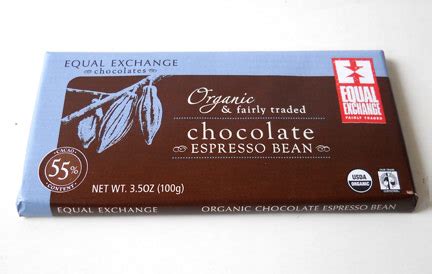 EQUAL EXCHANGE
chocolates
Organic
& fairly traded
chocolate
ESPRESSO BEAN
EQUAL
EXCHANGE
FAIRLY TRADED
CACAO
55%
CONTENT
NET WT. 3.5OZ (100g)
USDA
ORGANIC
EQUAL EXCHANGE
ORGANIC CHOCOLATE ESPRESSO BEAN